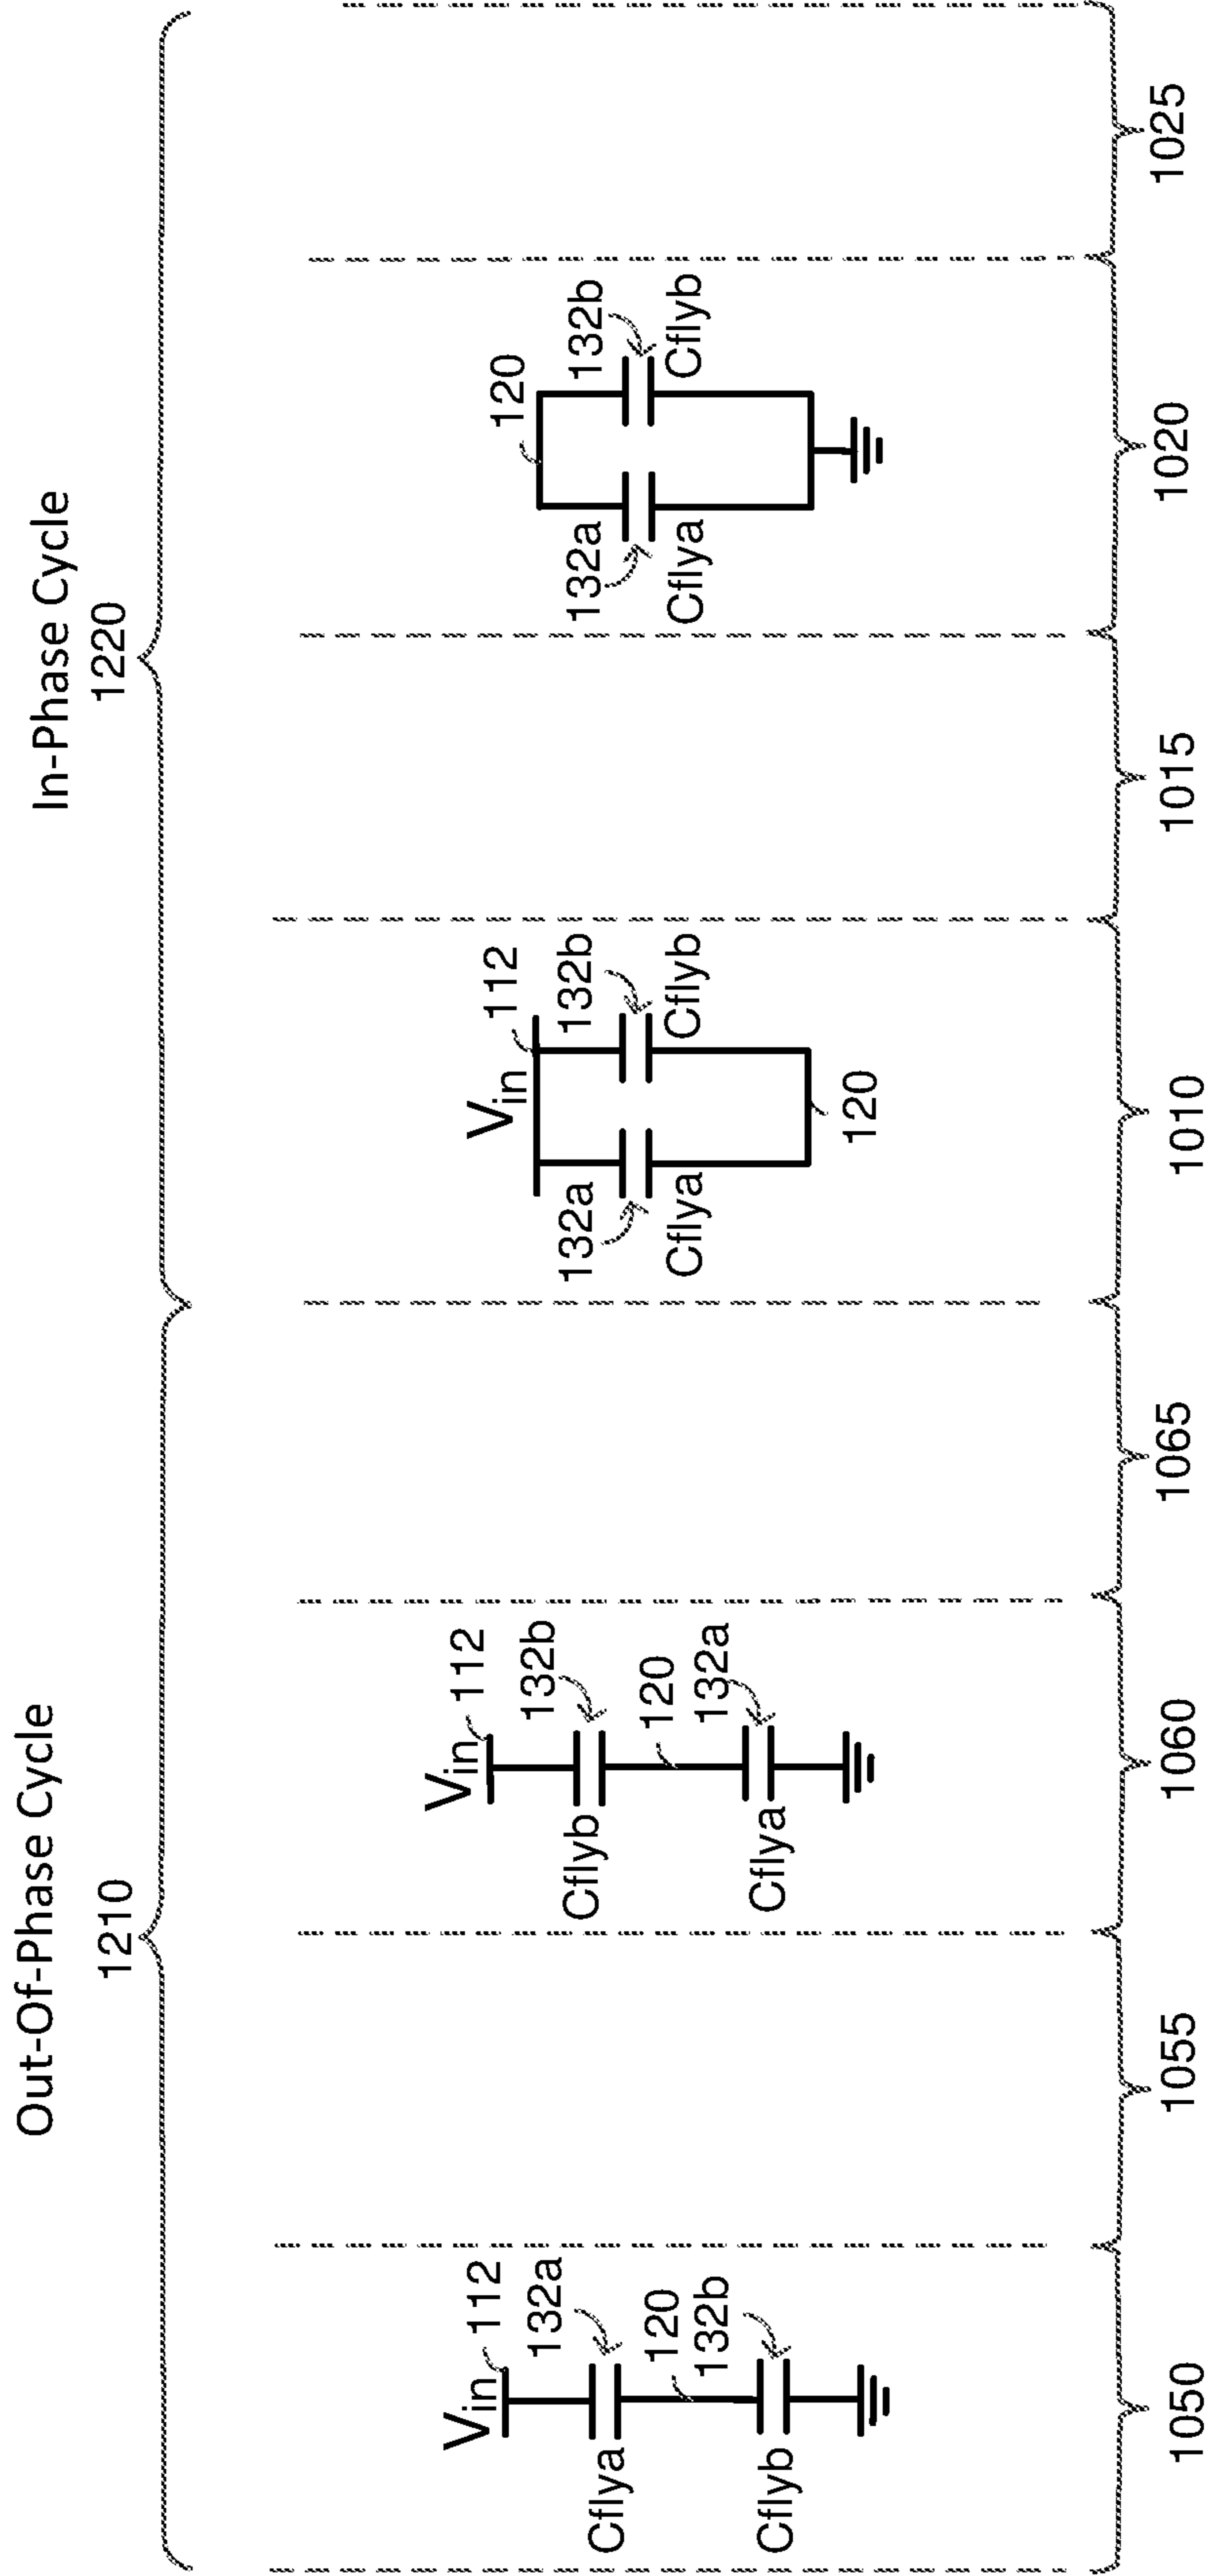 Out-Of-Phase Cycle
1210
In-Phase Cycle
1220
Vin
112
132a
Cflya
120
132b
Cflyb
Vin
112
132b
Cflyb
120
132a
Cflya
Vin
112
132a
132b
Cflya
Cflyb
120
120
132a
132b
Cflya
Cflyb
1050
1055
1060
1065
1010
1015
1020
1025